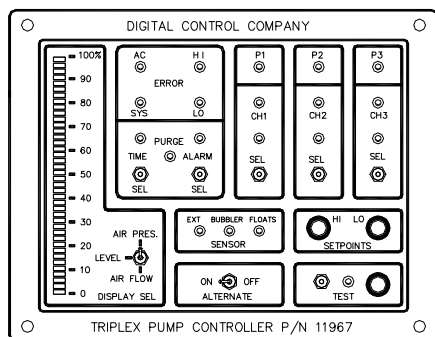 DIGITAL CONTROL COMPANY
100%
90
80
70
60
50
40
30
20
10
0
AIR PRES.
LEVEL
AIR FLOW
DISPLAY SEL
AC HI
ERROR
SYS LO
PURGE
TIME ALARM
SEL SEL
P1
CH1
SEL
P2
CH2
SEL
P3
CH3
SEL
EXT BUBBLER FLOATS
SENSOR
HI LO
SETPOINTS
ON OFF
ALTERNATE
TEST
TRIPLEX PUMP CONTROLLER P/N 11967